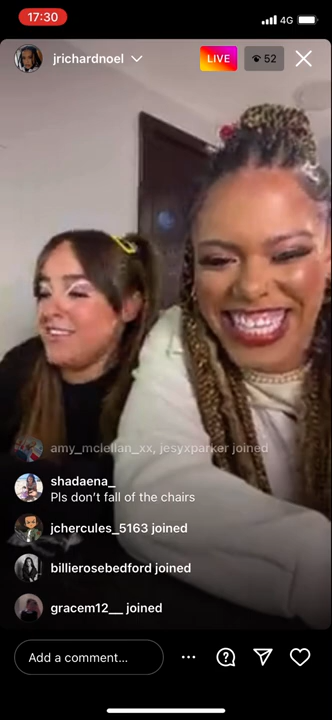 17:30
4G
jrichardnoel
LIVE
52
amy_mclellan_xx, jesyxparker joined
shadaena_
Pls don't fall of the chairs
jchercules_5163 joined
billierosebedford joined
gracem12__ joined
Add a comment...